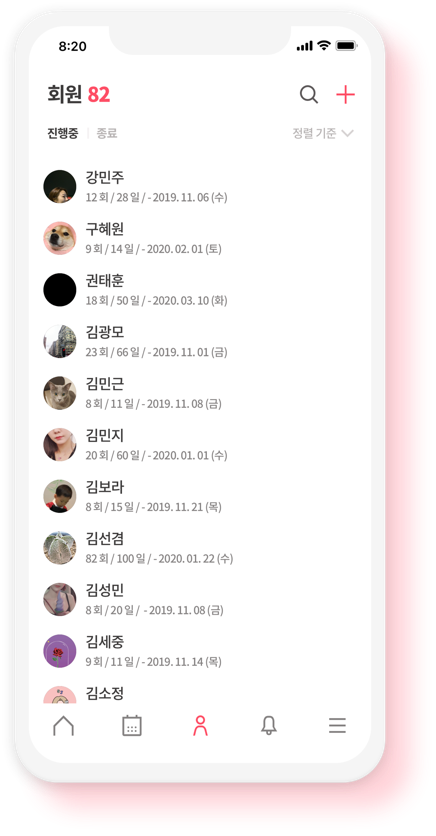 8:20
회원 82
진행중 종료 정렬 기준
강민주
12 회 / 28 일 / - 2019. 11. 06 (수)
구혜원
9 회 / 14 일 / - 2020. 02. 01 (토)
권태훈
18 회 / 50 일 / - 2020. 03. 10 (화)
김광모
23 회 / 66 일 / - 2019. 11. 01 (금)
김민근
8 회 / 11 일 / - 2019. 11. 08 (금)
김민지
20 회 / 60 일 / - 2020. 01. 01 (수)
김보라
8 회 / 15 일 / - 2019. 11. 21 (목)
김선겸
82 회 / 100 일 / - 2020. 01. 22 (수)
김성민
8 회 / 20 일 / - 2019. 11. 08 (금)
김세중
9 회 / 11 일 / - 2019. 11. 14 (목)
김소정